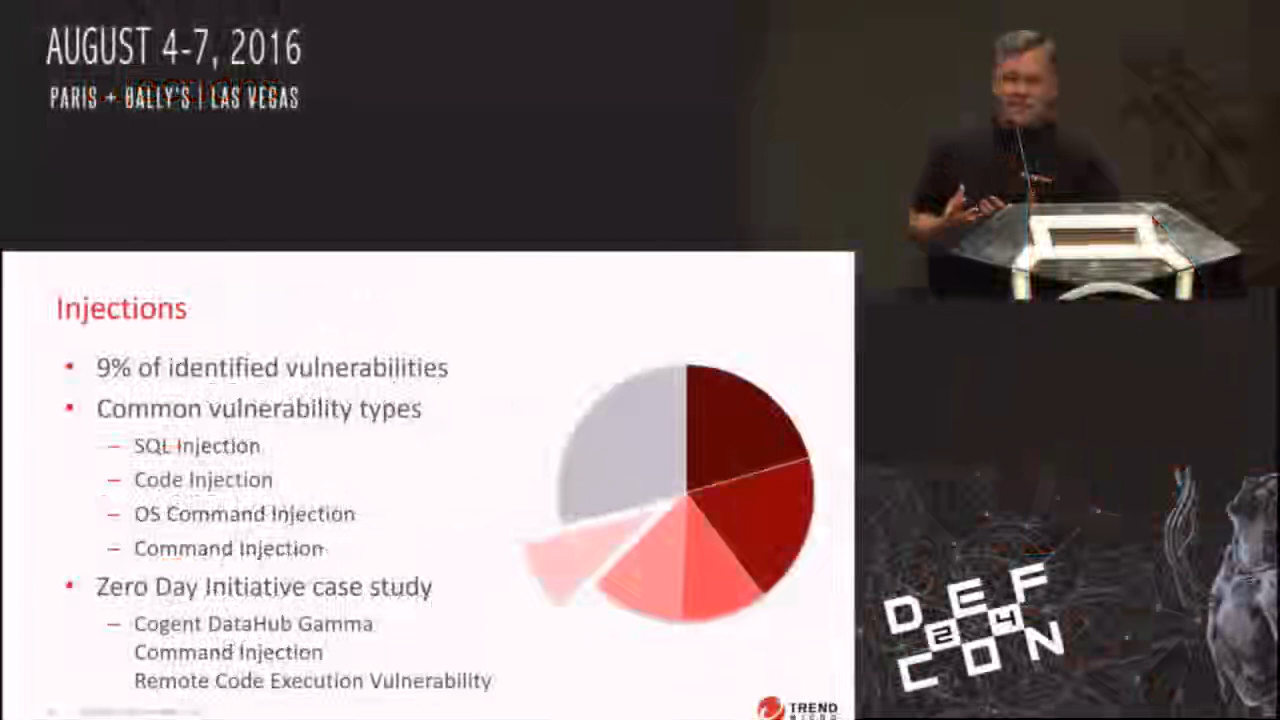 AUGUST 4-7, 2016
PARIS + BALLY'S | LAS VEGAS
Injections
• 9% of identified vulnerabilities
• Common vulnerability types
– SQL Injection
– Code Injection
– OS Command Injection
– Command Injection
• Zero Day Initiative case study
– Cogent DataHub Gamma
Command Injection
Remote Code Execution Vulnerability
TREND
MICRO
DEF
24
CON